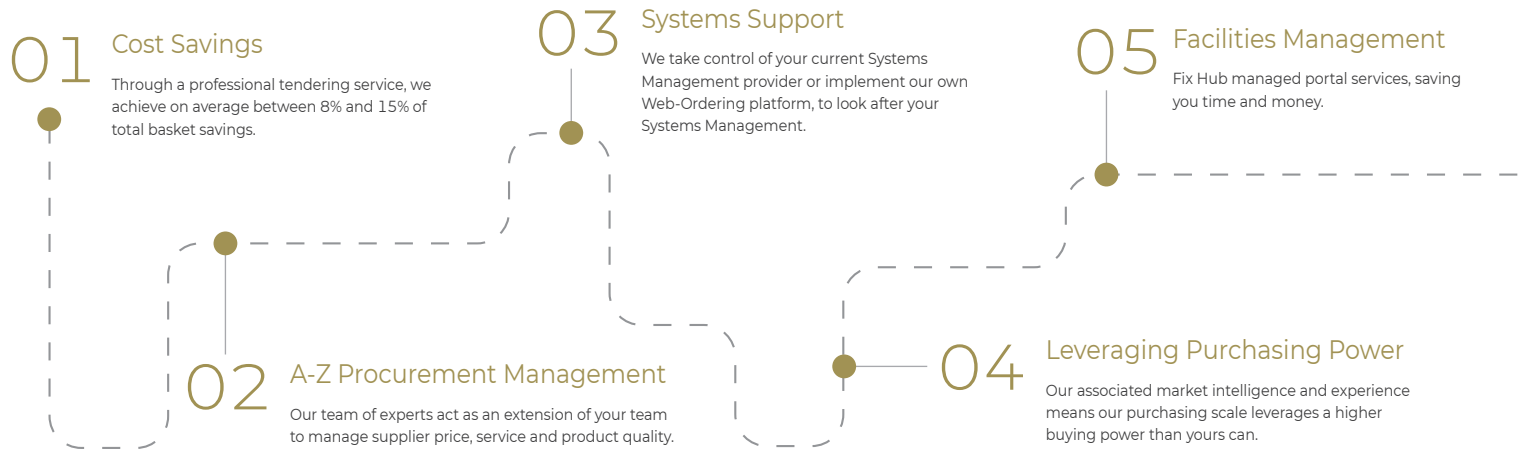 01
Cost Savings
Through a professional tendering service, we
achieve on average between 8% and 15% of
total basket savings.
02
A-Z Procurement Management
Our team of experts act as an extension of your team
to manage supplier price, service and product quality.
03
Systems Support
We take control of your current Systems
Management provider or implement our own
Web-Ordering platform, to look after your
Systems Management.
04
Leveraging Purchasing Power
Our associated market intelligence and experience
means our purchasing scale leverages a higher
buying power than yours can.
05
Facilities Management
Fix Hub managed portal services, saving
you time and money.